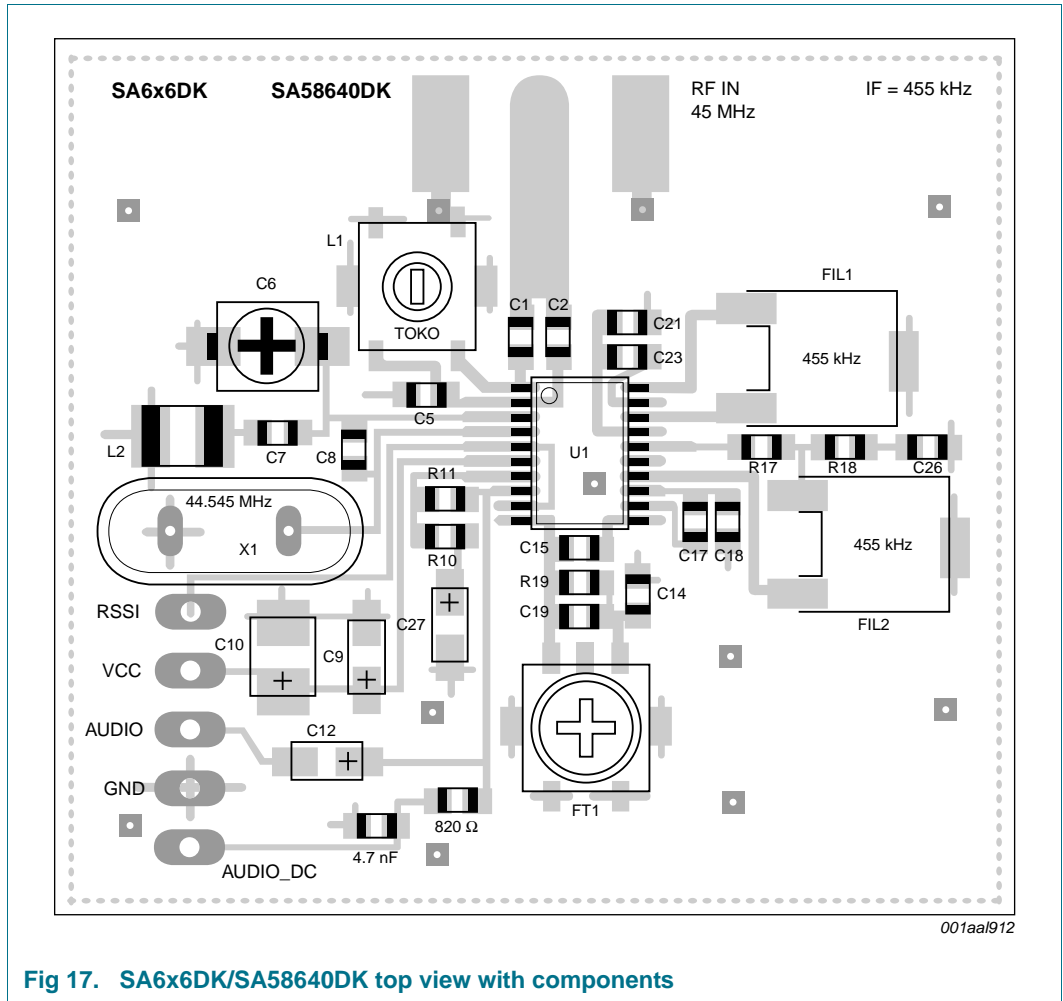 SA6x6DK SA58640DK RF IN IF = 455 kHz
45 MHz
L1
C6
FIL1
C1 C2
C21
TOKO
C23
455 kHz
C5
L2
C7
C8
U1
R17 R18 C26
R11
44.545 MHz
X1
R10
C15
C17 C18
455 kHz
R19
C14
RSSI
C19
C27
FIL2
C10
C9
VCC
+
+
+
AUDIO
C12
+
GND
FT1
820 Ω
4.7 nF
AUDIO_DC
001aal912
Fig 17. SA6x6DK/SA58640DK top view with components